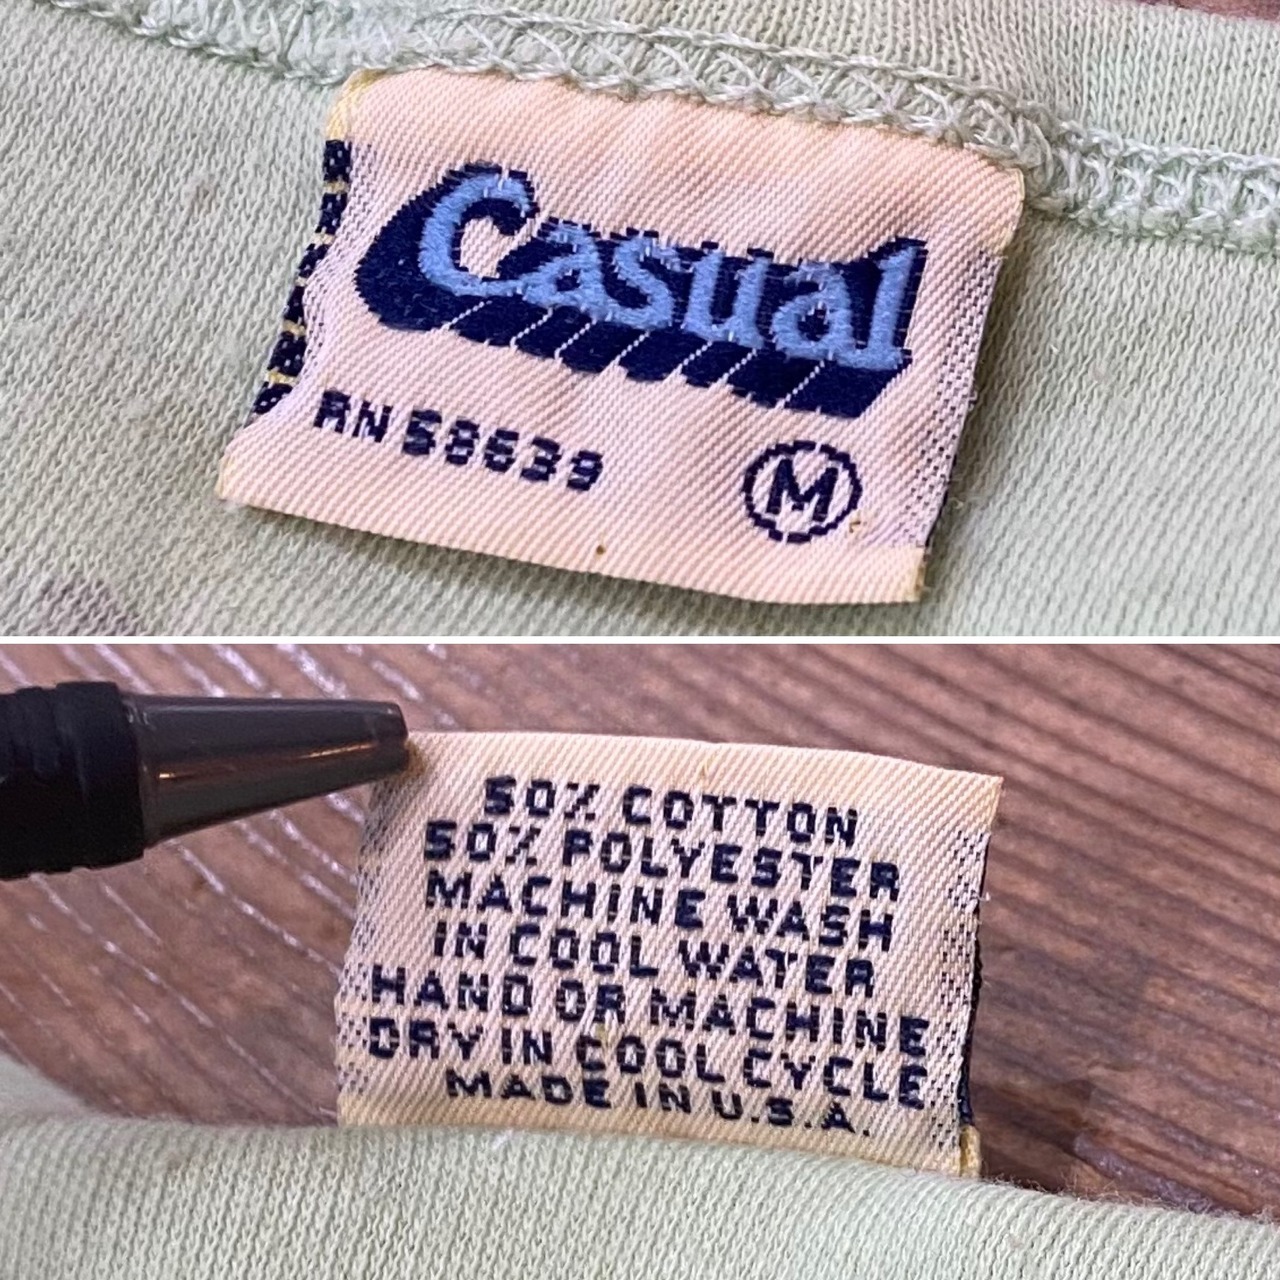 Casual
RN 58639
M
50% COTTON
50% POLYESTER
MACHINE WASH
IN COOL WATER
HAND OR MACHINE
DRY IN COOL CYCLE
MADE IN U.S.A.